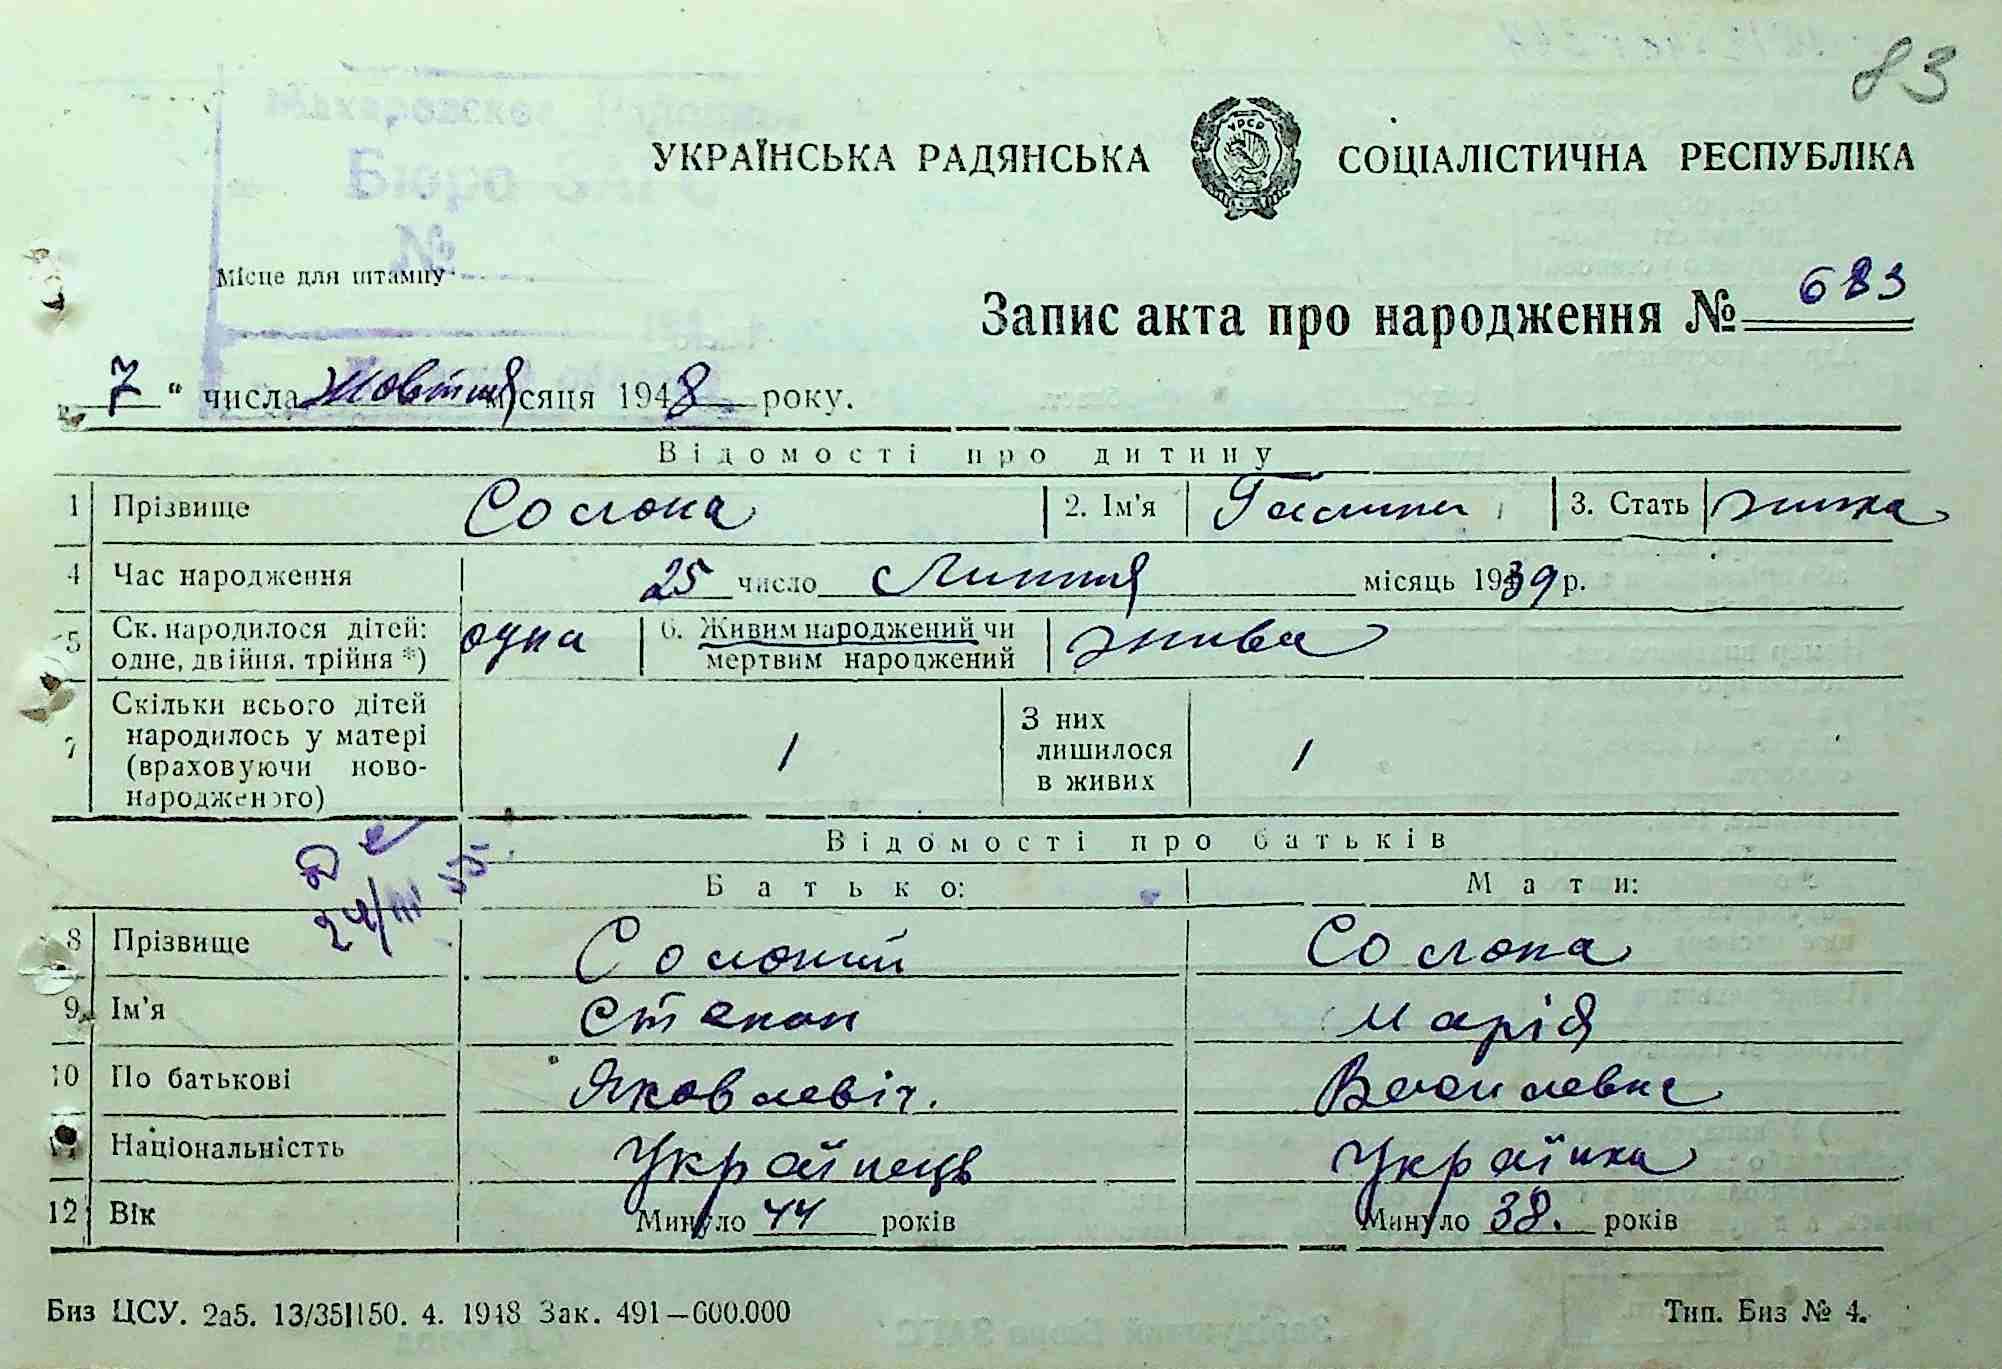 83
УКРАЇНСЬКА РАДЯНСЬКА СОЦІАЛІСТИЧНА РЕСПУБЛІКА
УРСР
Бюро ЗАГС
№
Місце для штампу
Запис акта про народження № 683
7 " числа Жовтня місяця 1948 року.
Відомості про дитину
1 Прізвище Солона 2. Ім'я Галина 3. Стать жінка
4 Час народження 25 число Липня місяць 1939 р.
5 Ск. народилося дітей: одне, двійня, трійня *) одна 6. Живим народжений чи мертвим народжений жива
7 Скільки всього дітей народилось у матері (враховуючи новонародженого) 1 З них лишилося в живих 1
Відомості про батьків
Батько: Мати:
8 Прізвище Солоний Солона
9 Ім'я Степан Марія
10 По батькові Яковлевіч. Василевна
11 Національністть Українець Українка
12 Вік Минуло 44 років Минуло 38. років
Биз ЦСУ. 2а5. 13/351150. 4. 1948 Зак. 491—600.000 Тип. Биз № 4.